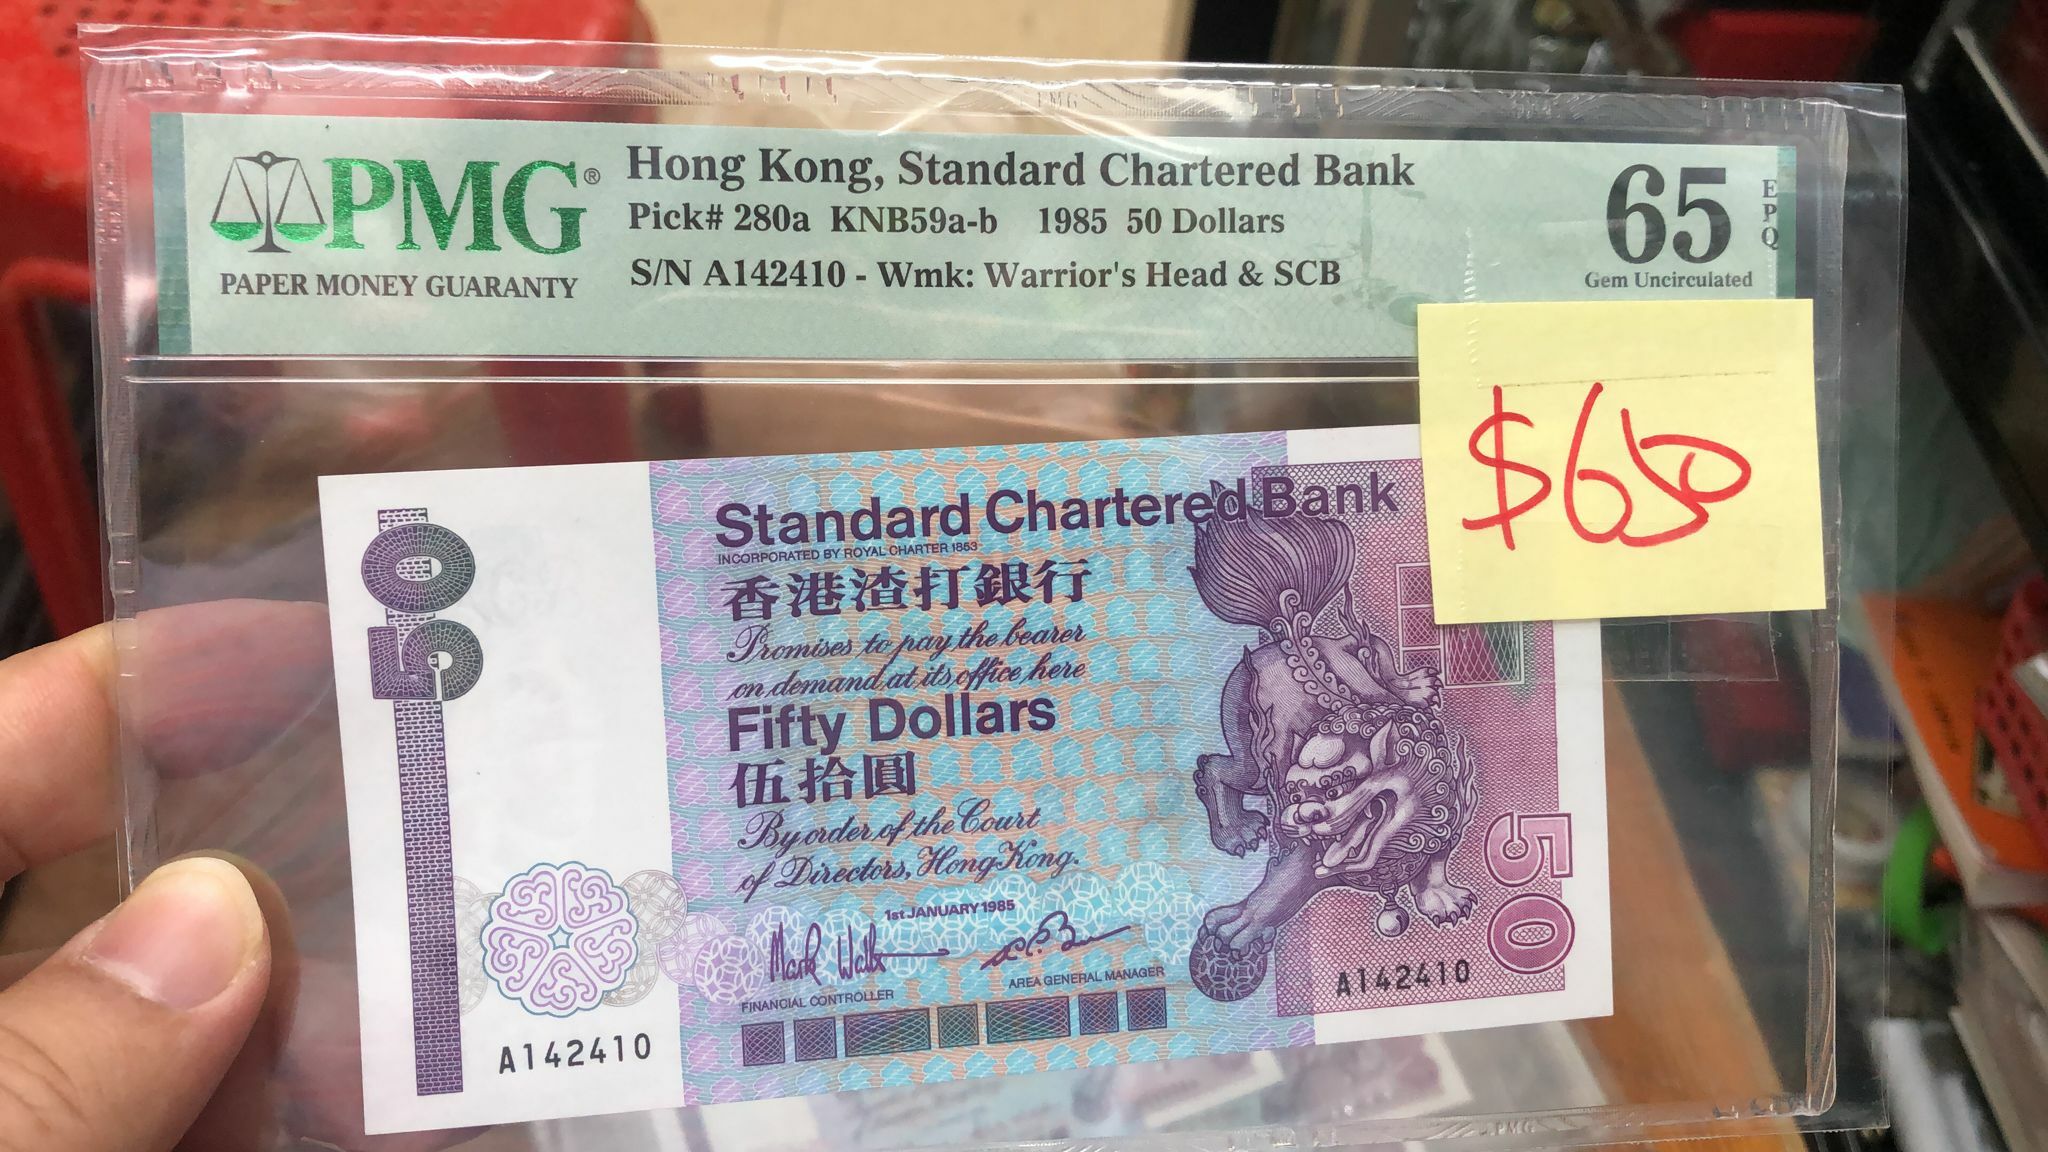 PMG®
PAPER MONEY GUARANTY
Hong Kong, Standard Chartered Bank
Pick# 280a KNB59a-b 1985 50 Dollars
S/N A142410 - Wmk: Warrior's Head & SCB
65
EPQ
Gem Uncirculated
$650
50
Standard Chartered Bank
INCORPORATED BY ROYAL CHARTER 1853
香港渣打銀行
Promises to pay the bearer
on demand at its office here
Fifty Dollars
伍拾圓
By order of the Court
of Directors, Hong Kong.
1st JANUARY 1985
FINANCIAL CONTROLLER
AREA GENERAL MANAGER
A142410
A142410
50